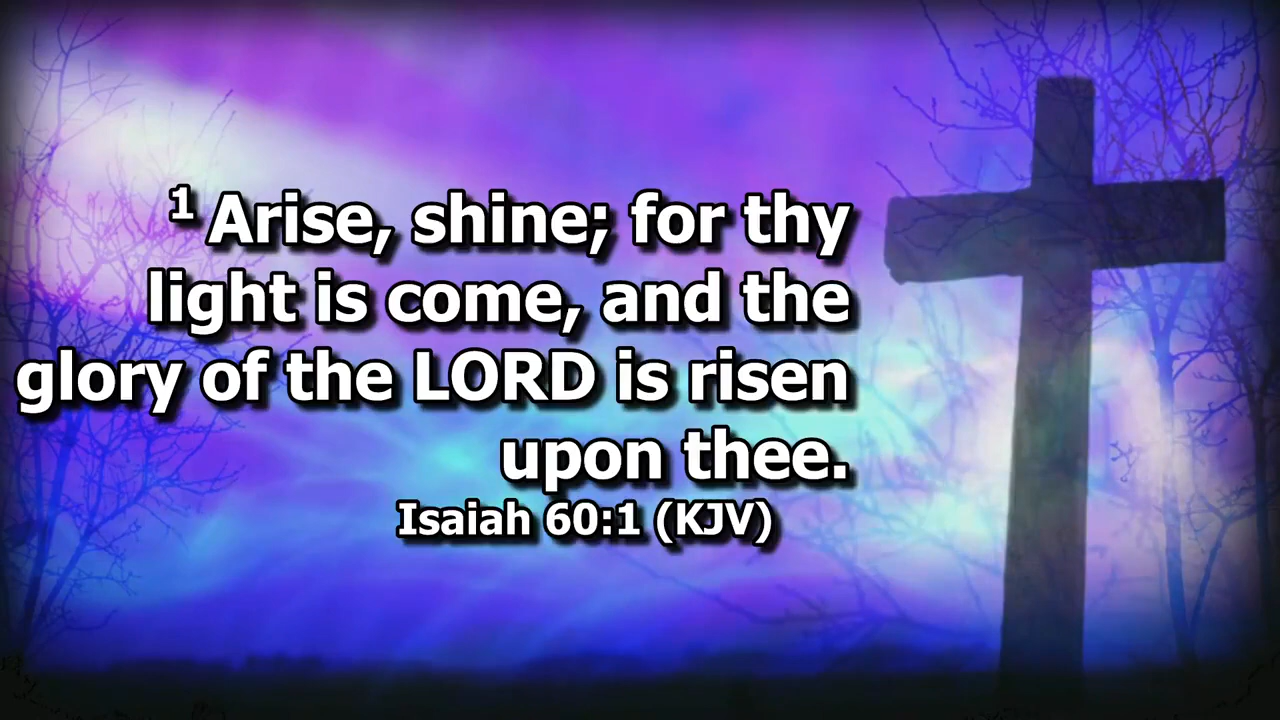 1 Arise, shine; for thy
light is come, and the
glory of the LORD is risen
upon thee.
Isaiah 60:1 (KJV)